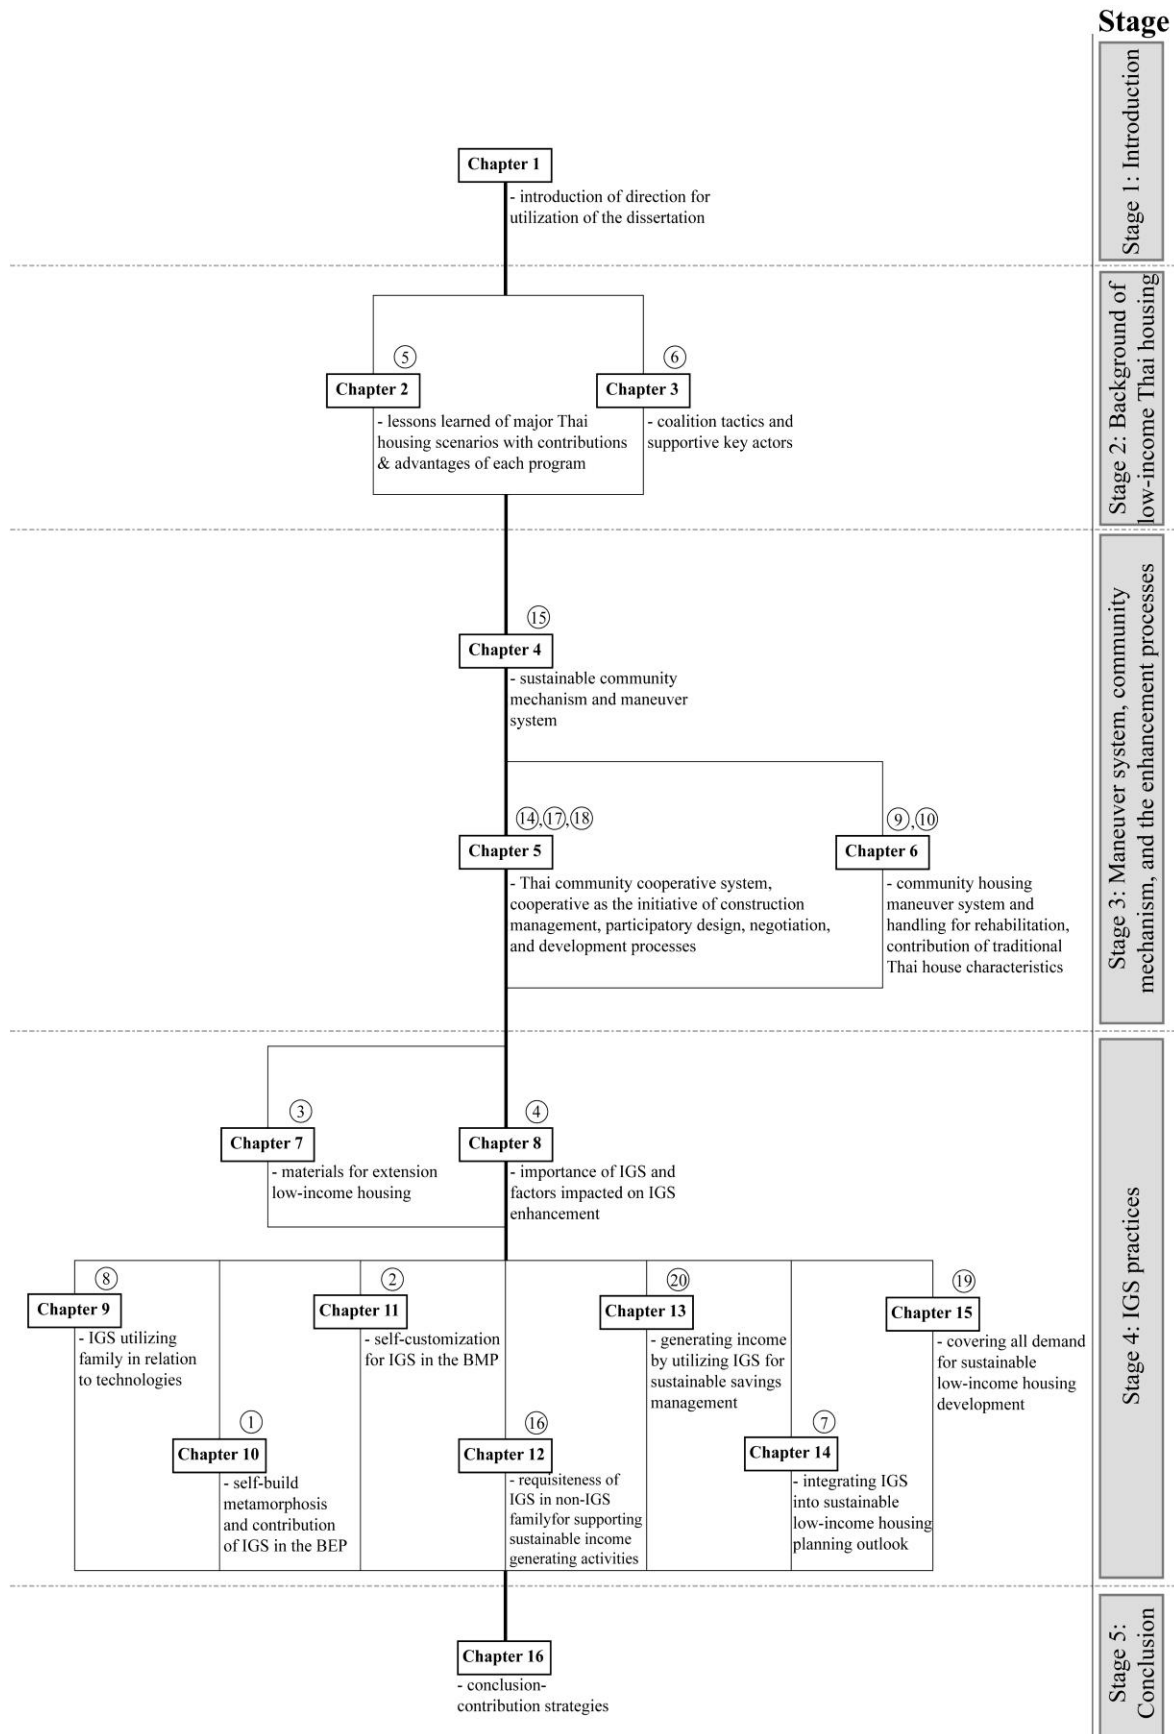 Stage
Stage 1: Introduction
Chapter 1
- introduction of direction for
utilization of the dissertation
Stage 2: Background of
low-income Thai housing
5
Chapter 2
- lessons learned of major Thai
housing scenarios with contributions
& advantages of each program
6
Chapter 3
- coalition tactics and
supportive key actors
Stage 3: Maneuver system, community
mechanism, and the enhancement processes
15
Chapter 4
- sustainable community
mechanism and maneuver
system
14,17,18
Chapter 5
- Thai community cooperative system,
cooperative as the initiative of construction
management, participatory design, negotiation,
and development processes
9,10
Chapter 6
- community housing
maneuver system and
handling for rehabilitation,
contribution of traditional
Thai house characteristics
Stage 4: IGS practices
3
Chapter 7
- materials for extension
low-income housing
4
Chapter 8
- importance of IGS and
factors impacted on IGS
enhancement
8
Chapter 9
- IGS utilizing
family in relation
to technologies
1
Chapter 10
- self-build
metamorphosis
and contribution
of IGS in the BEP
2
Chapter 11
- self-customization
for IGS in the BMP
16
Chapter 12
- requisiteness of
IGS in non-IGS
familyfor supporting
sustainable income
generating activities
20
Chapter 13
- generating income
by utilizing IGS for
sustainable savings
management
7
Chapter 14
- integrating IGS
into sustainable
low-income housing
planning outlook
19
Chapter 15
- covering all demand
for sustainable
low-income housing
development
Stage 5:
Conclusion
Chapter 16
- conclusion-
contribution strategies